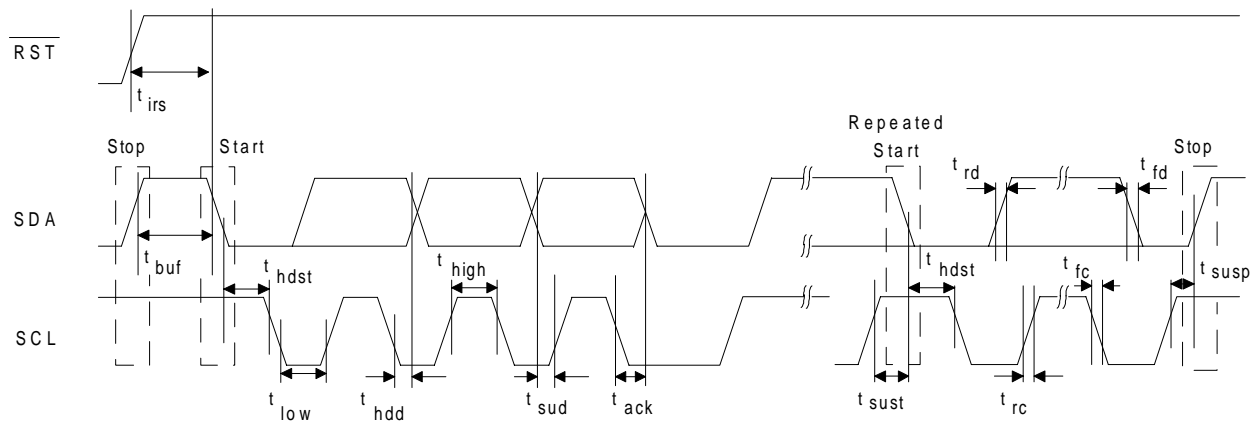 RST
t irs
Repeated
Stop
Start
Start
Stop
t rd
t fd
SDA
t buf
t hdst
t high
t hdst
t fc
t susp
SCL
t low
t hdd
t sud
t ack
t sust
t rc